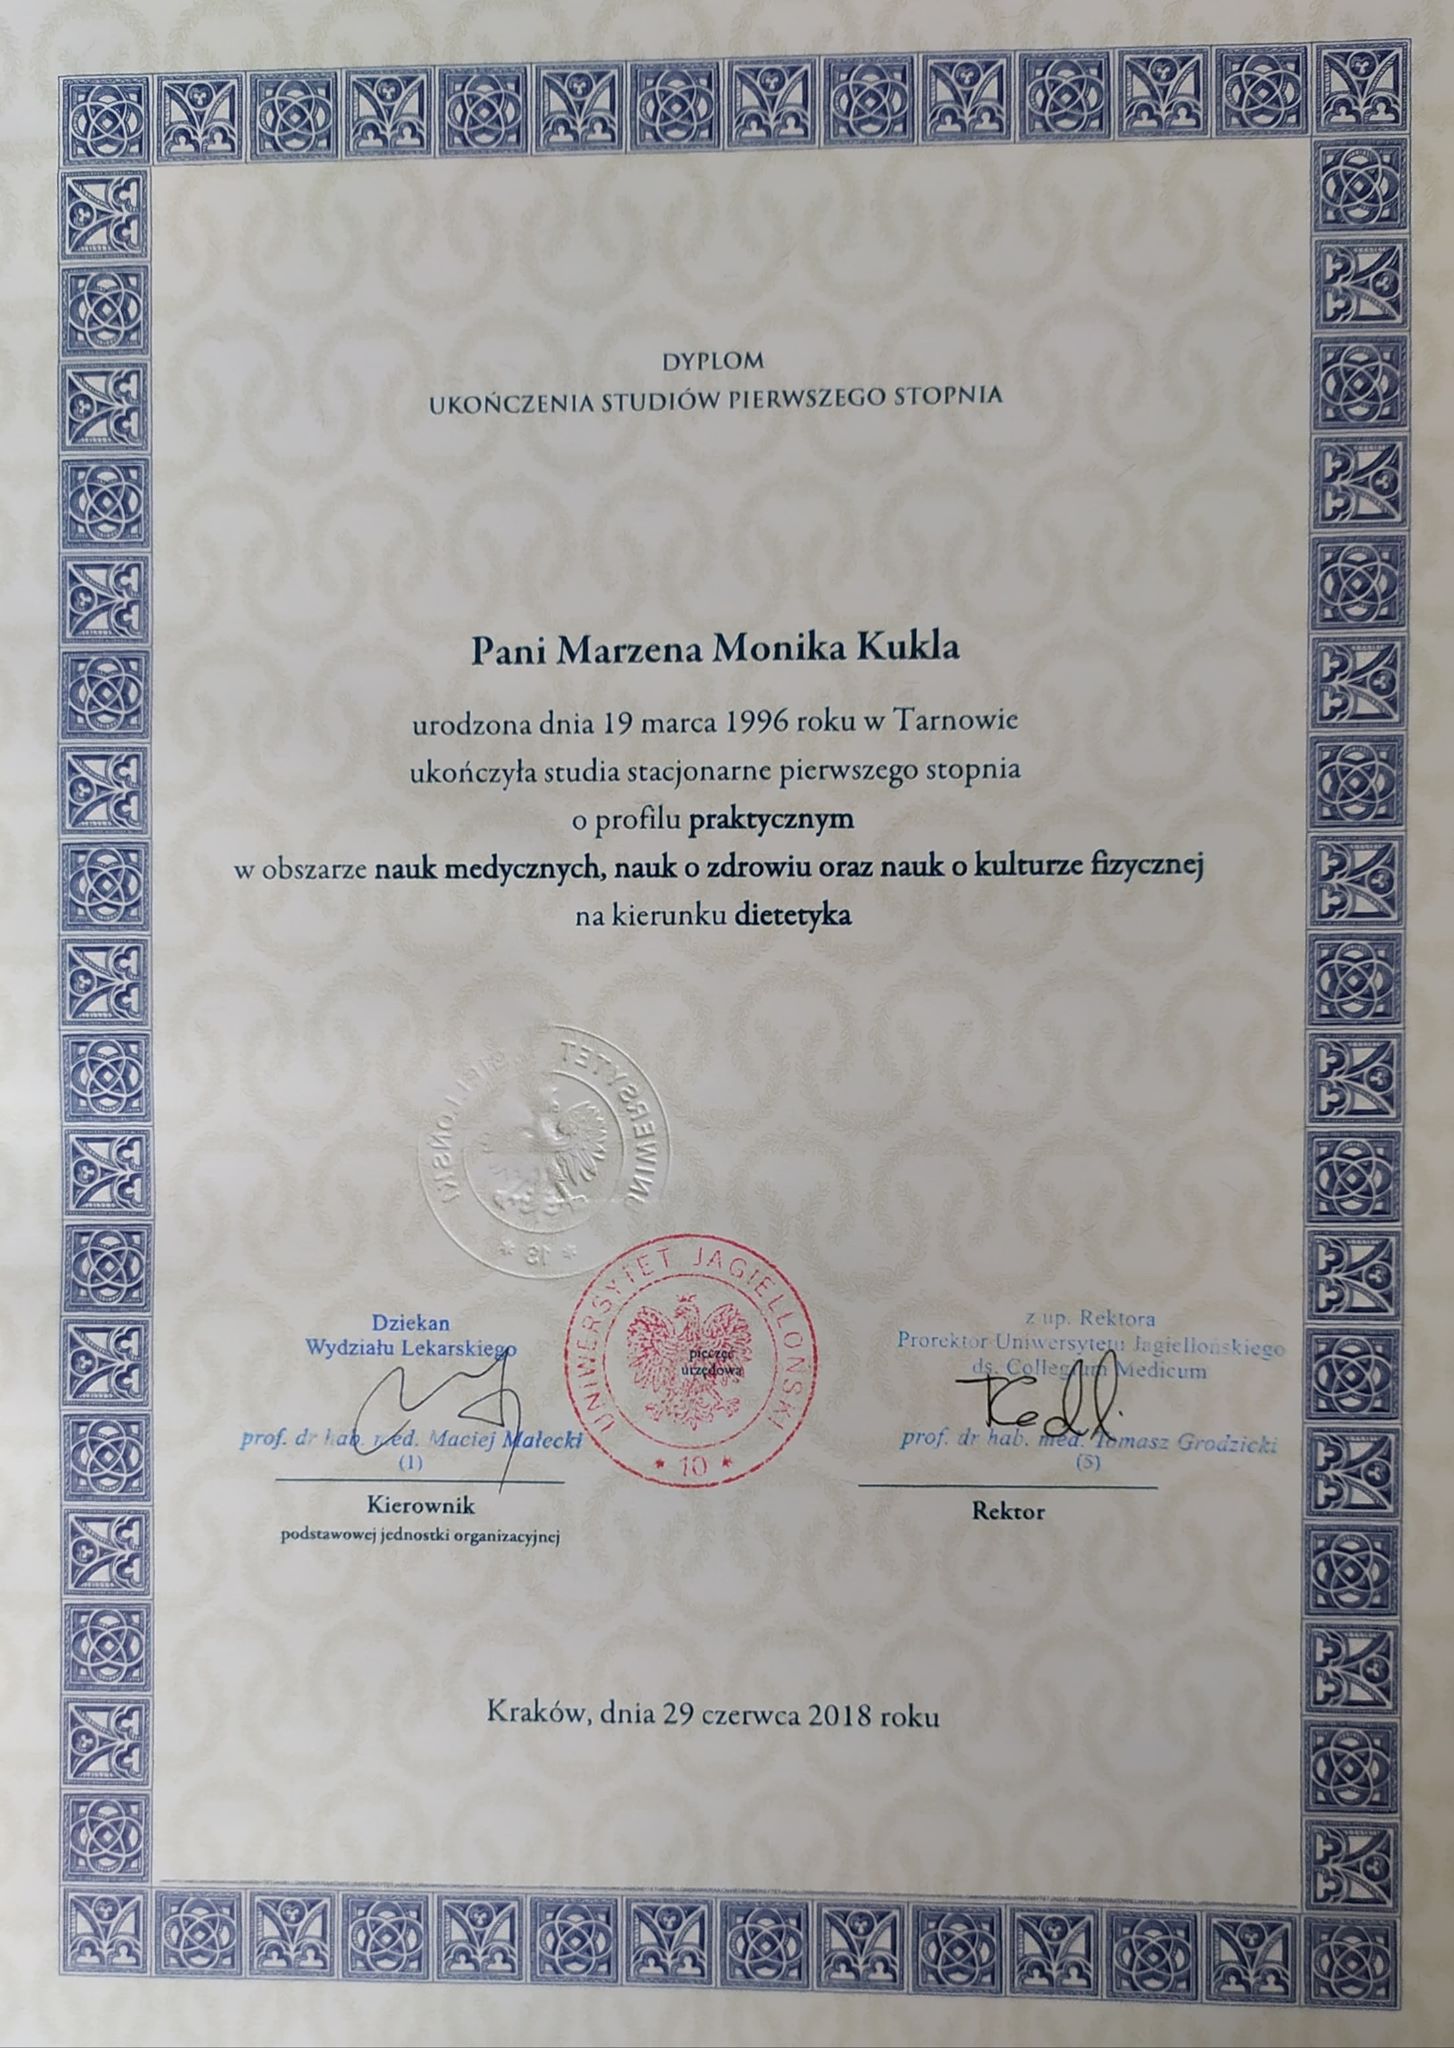 DYPLOM
UKOŃCZENIA STUDIÓW PIERWSZEGO STOPNIA
Pani Marzena Monika Kukla
urodzona dnia 19 marca 1996 roku w Tarnowie
ukończyła studia stacjonarne pierwszego stopnia
o profilu praktycznym
w obszarze nauk medycznych, nauk o zdrowiu oraz nauk o kulturze fizycznej
na kierunku dietetyka
Dziekan
Wydziału Lekarskiego
prof. dr hab. med. Maciej Małecki
(1)
Kierownik
podstawowej jednostki organizacyjnej
UNIWERSYTET JAGIELLOŃSKI
pieczęć
urzędowa
* 10 *
z up. Rektora
Prorektor Uniwersytetu Jagiellońskiego
ds. Collegium Medicum
prof. dr hab. med. Tomasz Grodzicki
(5)
Rektor
Kraków, dnia 29 czerwca 2018 roku